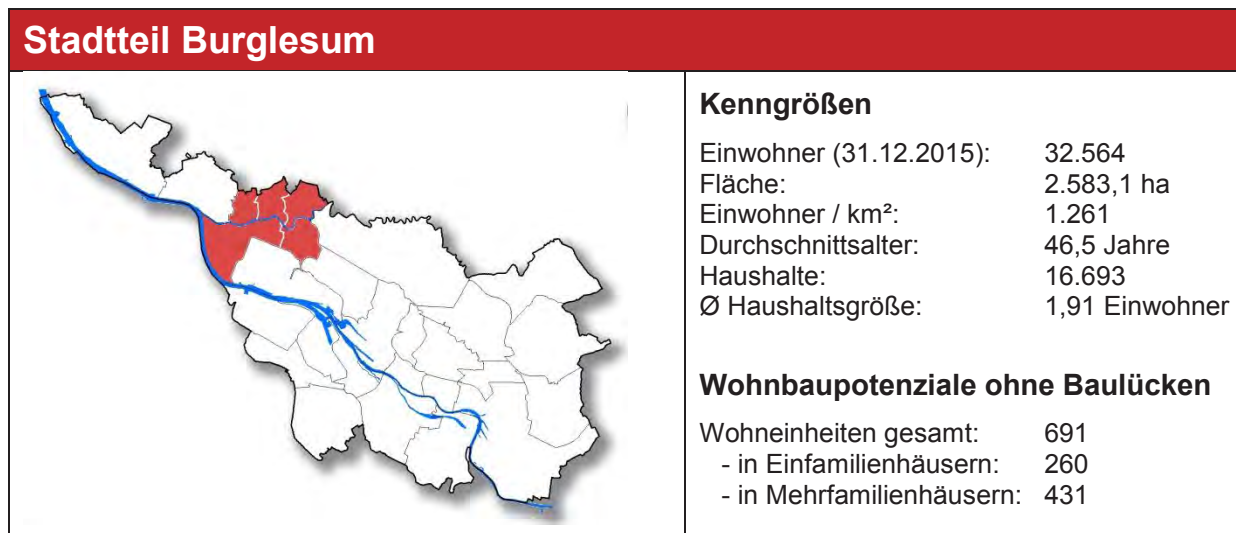 Stadtteil Burglesum
Kenngrößen
Einwohner (31.12.2015): 32.564
Fläche: 2.583,1 ha
Einwohner / km²: 1.261
Durchschnittsalter: 46,5 Jahre
Haushalte: 16.693
Ø Haushaltsgröße: 1,91 Einwohner
Wohnbaupotenziale ohne Baulücken
Wohneinheiten gesamt: 691
- in Einfamilienhäusern: 260
- in Mehrfamilienhäusern: 431